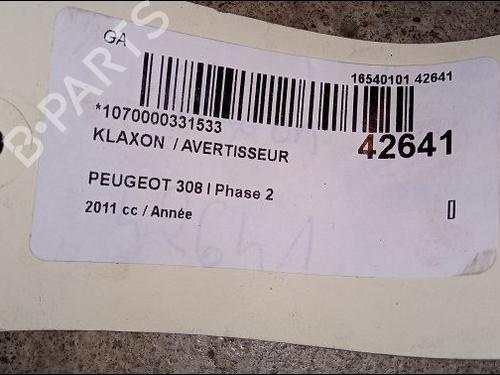 GA
16540101 42641
*1070000331533
KLAXON / AVERTISSEUR
42641
PEUGEOT 308 I Phase 2
2011 cc / Année
B-PARTS